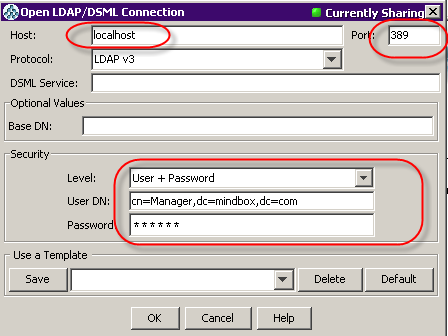 Open LDAP/DSML Connection
Currently Sharing
Host: localhost Port: 389
Protocol: LDAP v3
DSML Service:
Optional Values
Base DN:
Security
Level: User + Password
User DN: cn=Manager,dc=mindbox,dc=com
Password ******
Use a Template
Save Delete Default
OK Cancel Help